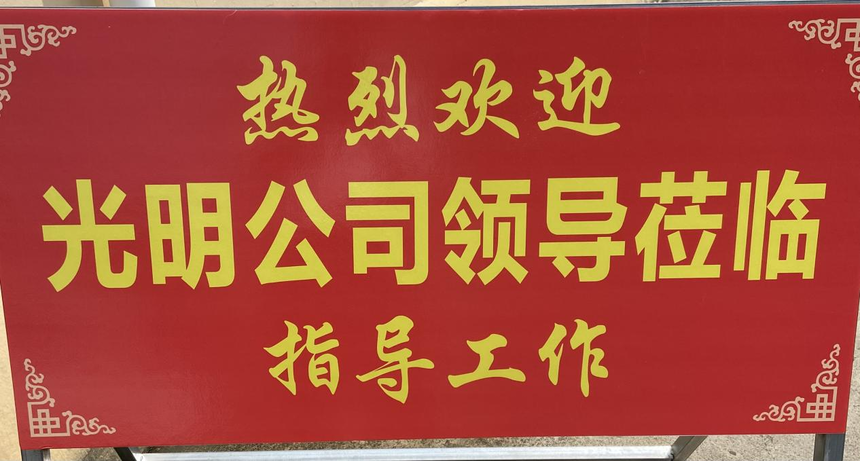 热烈欢迎
光明公司领导莅临
指导工作